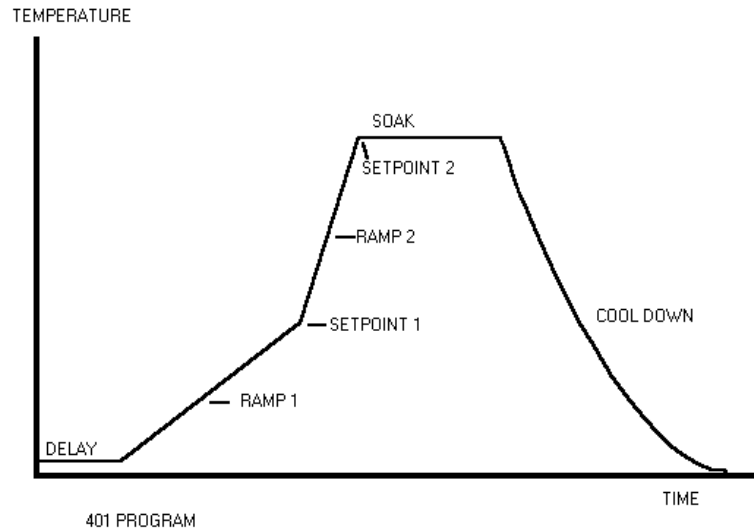 TEMPERATURE
SOAK
SETPOINT 2
RAMP 2
SETPOINT 1
COOL DOWN
RAMP 1
DELAY
TIME
401 PROGRAM